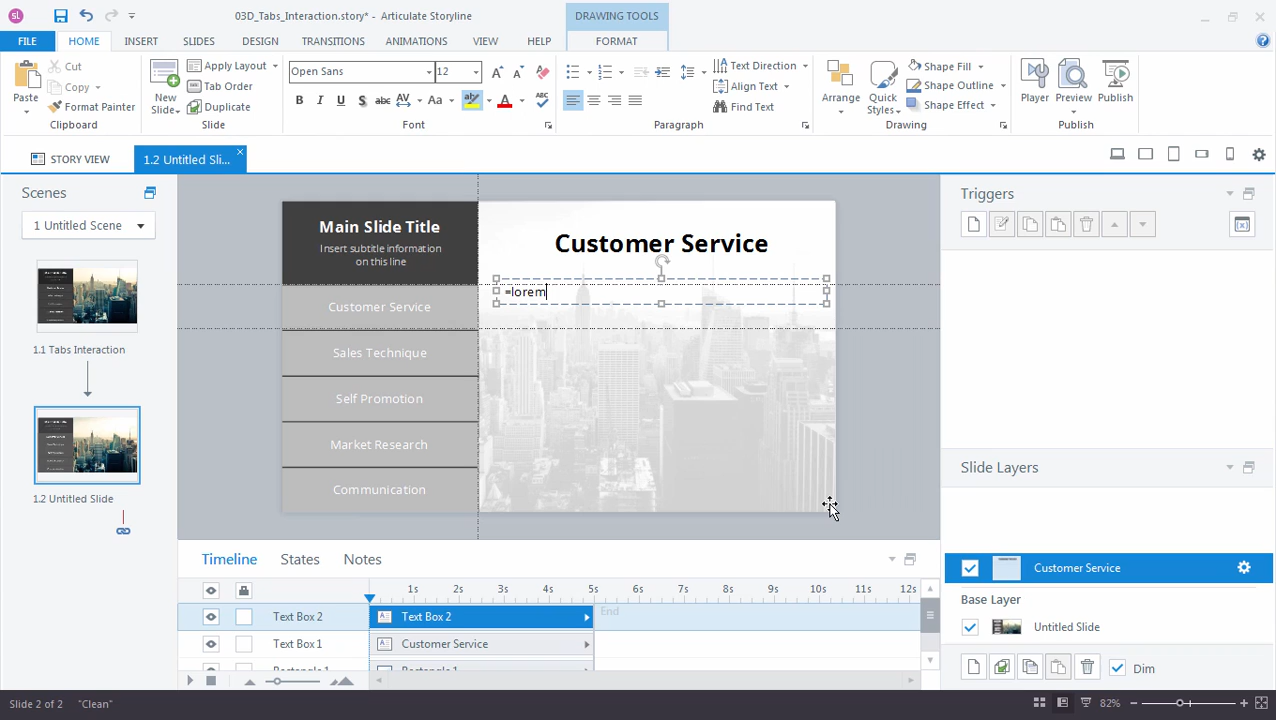 03D_Tabs_Interaction.story* - Articulate Storyline
DRAWING TOOLS
FILE HOME INSERT SLIDES DESIGN TRANSITIONS ANIMATIONS VIEW HELP FORMAT
Paste
Cut
Copy
Format Painter
Clipboard
New Slide
Apply Layout
Tab Order
Duplicate
Slide
Open Sans 12
Font
Paragraph
Text Direction
Align Text
Find Text
Arrange
Quick Styles
Shape Fill
Shape Outline
Shape Effect
Drawing
Player
Preview
Publish
Publish
STORY VIEW
1.2 Untitled Sli...
Scenes
1 Untitled Scene
1.1 Tabs Interaction
1.2 Untitled Slide
Main Slide Title
Insert subtitle information
on this line
Customer Service
Sales Technique
Self Promotion
Market Research
Communication
Customer Service
=lorem
Triggers
Slide Layers
Customer Service
Base Layer
Untitled Slide
Dim
Timeline States Notes
1s 2s 3s 4s 5s 6s 7s 8s 9s 10s 11s 12s
Text Box 2 Text Box 2 End
Text Box 1 Customer Service
Rectangle 1 Rectangle 1
Slide 2 of 2 "Clean" 82%